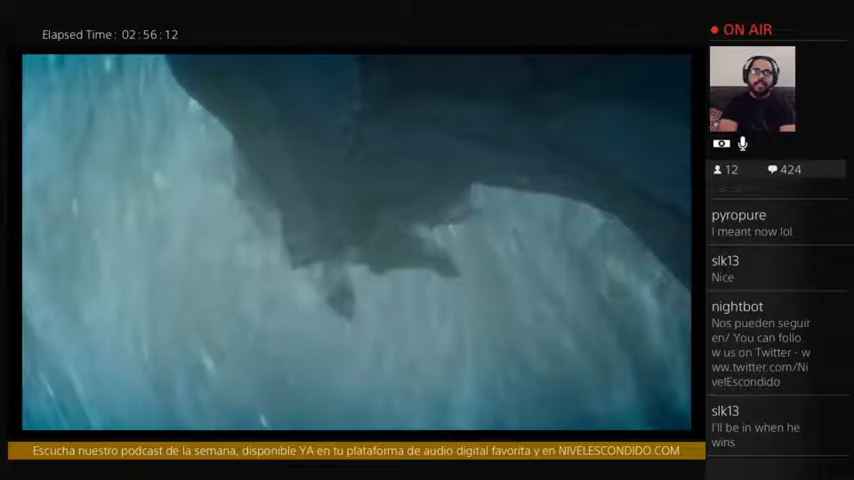 Elapsed Time: 02:56:12
ON AIR
12
424
pyropure
I meant now lol
slk13
Nice
nightbot
Nos pueden seguir
en/ You can follo
w us on Twitter - w
ww.twitter.com/Ni
velEscondido
slk13
I'll be in when he
wins
Escucha nuestro podcast de la semana, disponible YA en tu plataforma de audio digital favorita y en NIVELESCONDiDO.COM